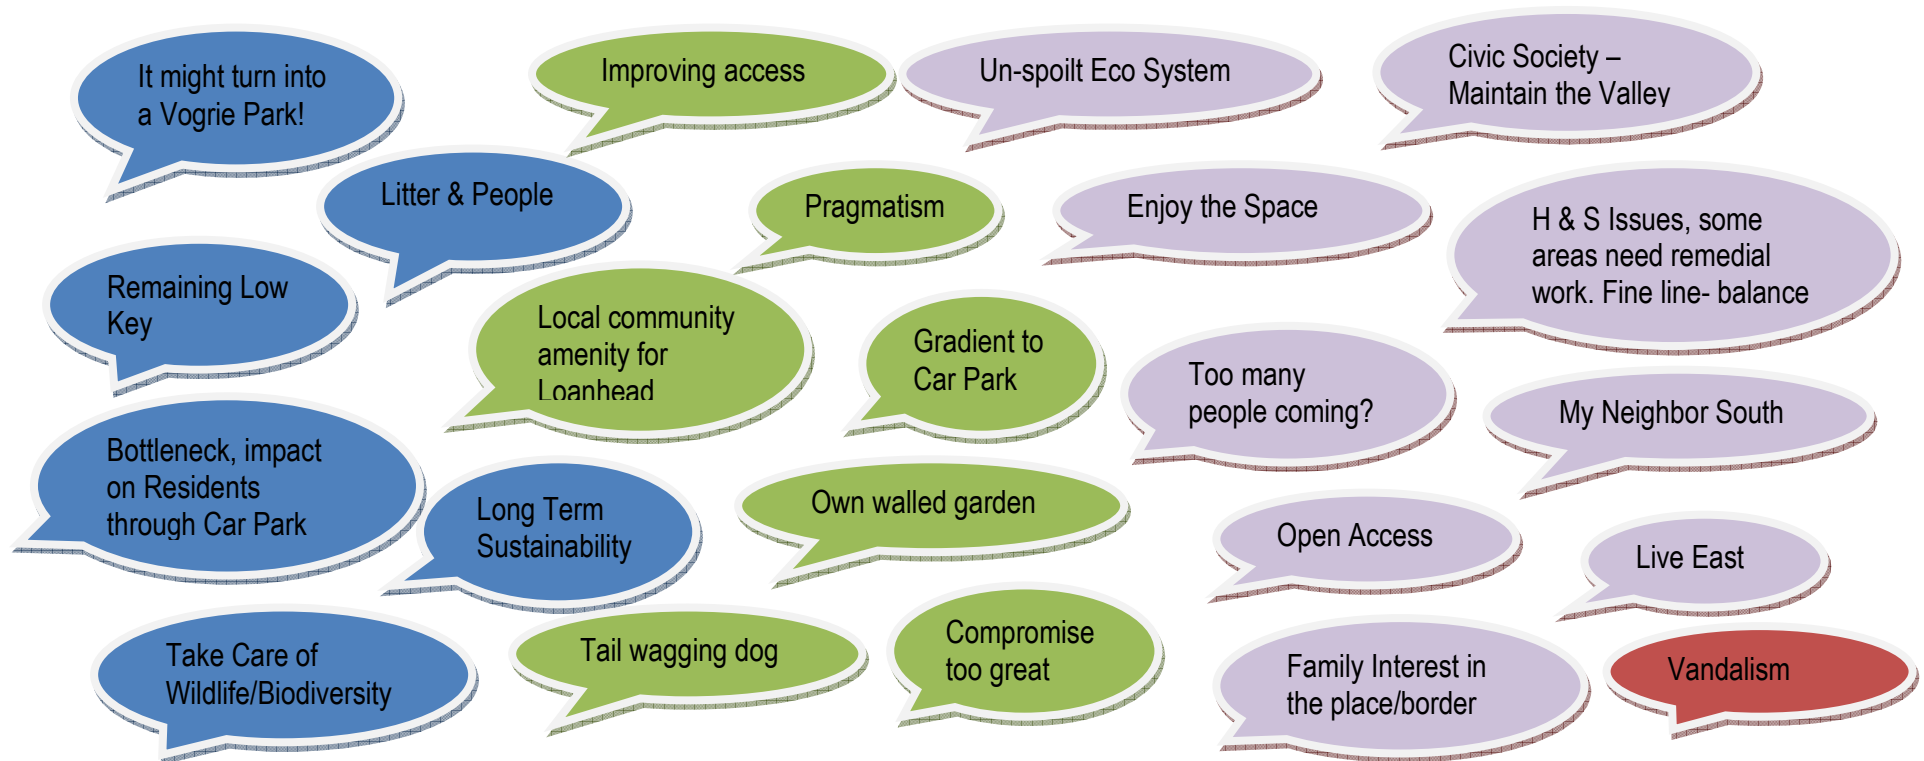 It might turn into
a Vogrie Park!
Improving access
Un-spoilt Eco System
Civic Society –
Maintain the Valley
Litter & People
Pragmatism
Enjoy the Space
H & S Issues, some
areas need remedial
work. Fine line- balance
Remaining Low
Key
Local community
amenity for
Loanhead
Gradient to
Car Park
Too many
people coming?
My Neighbor South
Bottleneck, impact
on Residents
through Car Park
Long Term
Sustainability
Own walled garden
Open Access
Live East
Take Care of
Wildlife/Biodiversity
Tail wagging dog
Compromise
too great
Family Interest in
the place/border
Vandalism